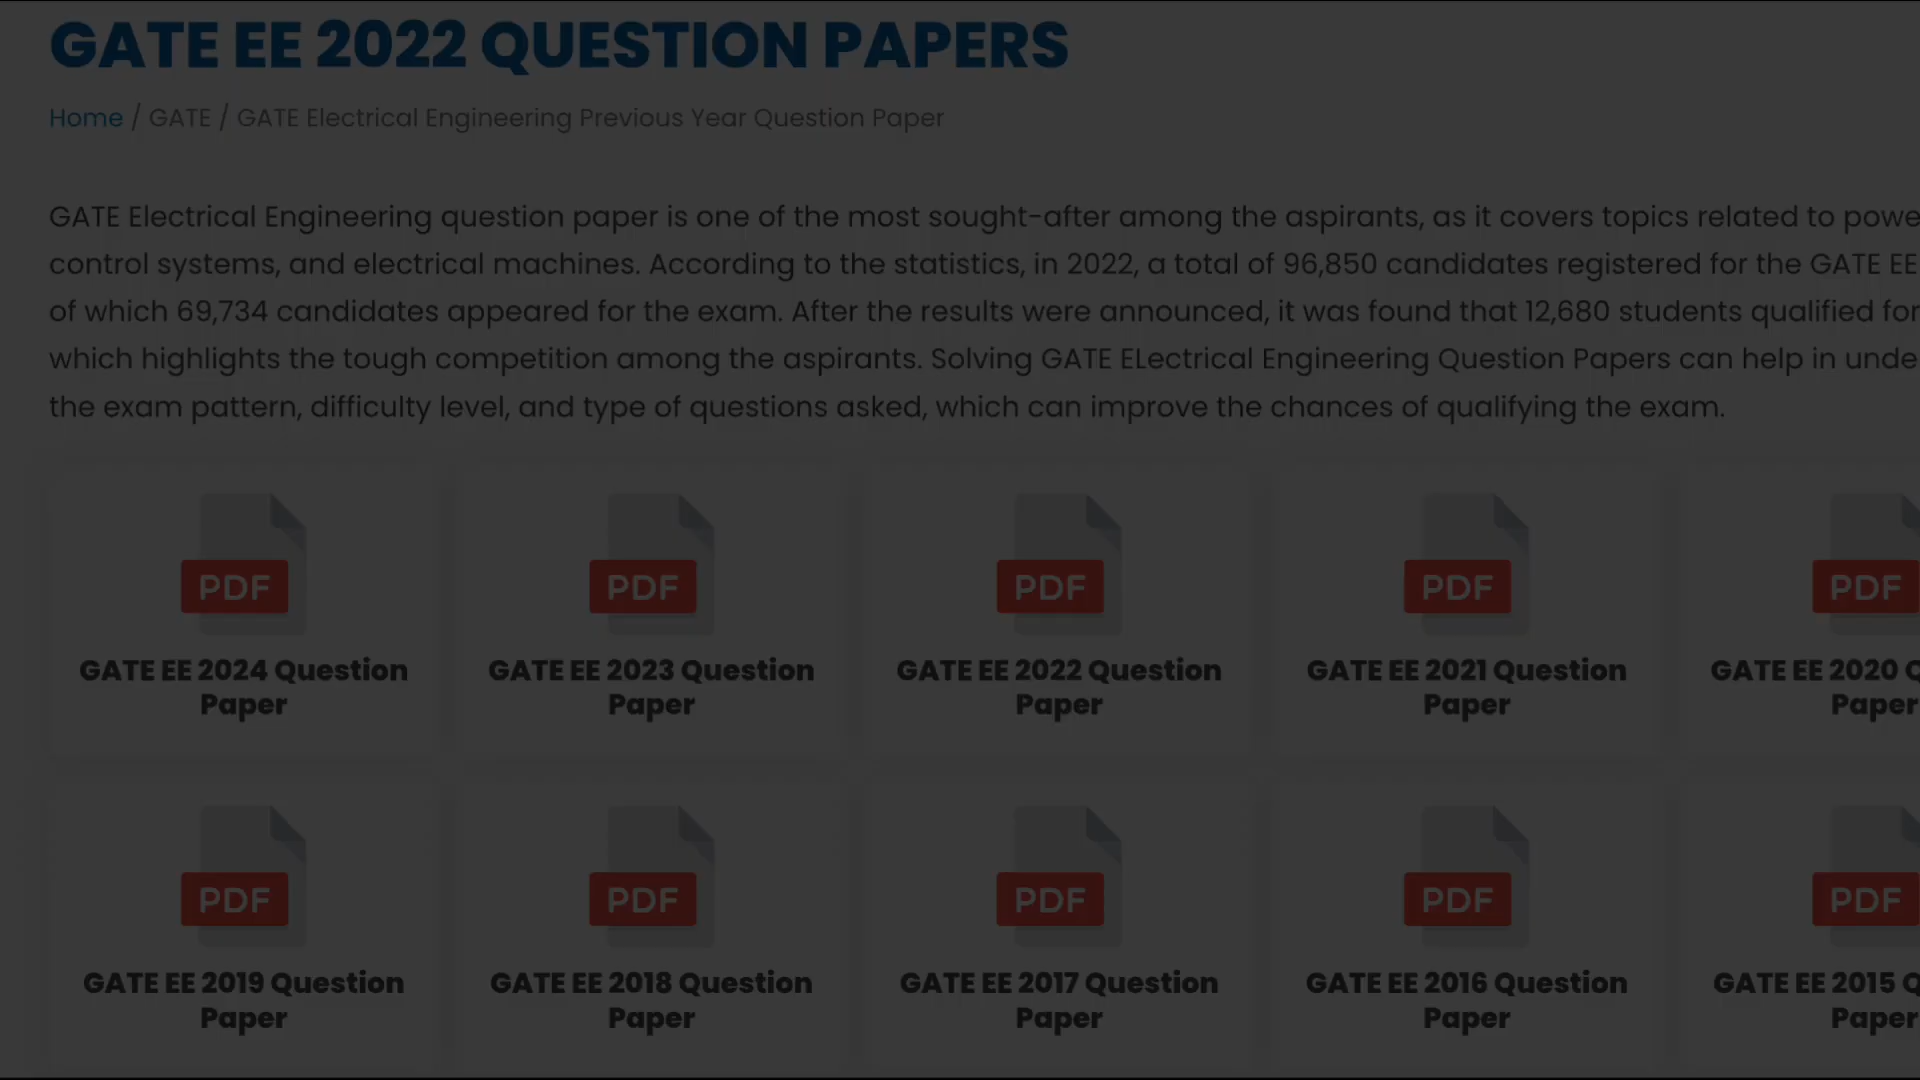 GATE EE 2022 QUESTION PAPERS
Home / GATE / GATE Electrical Engineering Previous Year Question Paper
GATE Electrical Engineering question paper is one of the most sought-after among the aspirants, as it covers topics related to powe
control systems, and electrical machines. According to the statistics, in 2022, a total of 96,850 candidates registered for the GATE EE
of which 69,734 candidates appeared for the exam. After the results were announced, it was found that 12,680 students qualified for
which highlights the tough competition among the aspirants. Solving GATE ELectrical Engineering Question Papers can help in unde
the exam pattern, difficulty level, and type of questions asked, which can improve the chances of qualifying the exam.
PDF PDF PDF PDF PDF
GATE EE 2024 Question GATE EE 2023 Question GATE EE 2022 Question GATE EE 2021 Question GATE EE 2020 Q
Paper Paper Paper Paper Paper
PDF PDF PDF PDF PDF
GATE EE 2019 Question GATE EE 2018 Question GATE EE 2017 Question GATE EE 2016 Question GATE EE 2015 Q
Paper Paper Paper Paper Paper